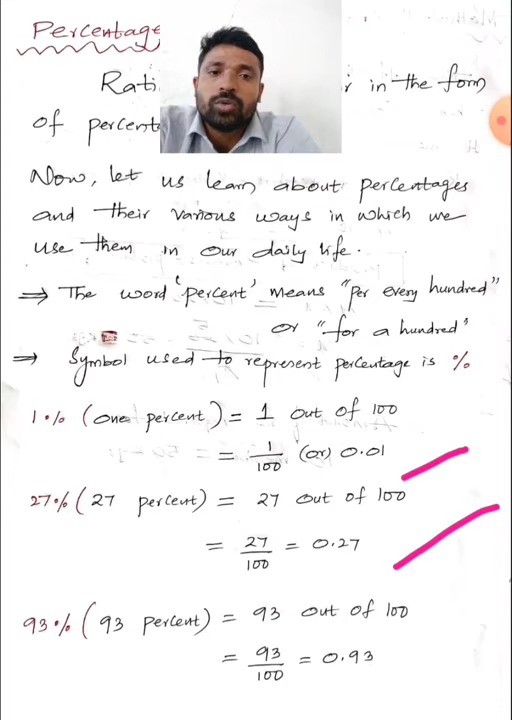 Percentage
Rati in the form
of percent
Now, let us learn about percentages
and their various ways in which we
use them in our daily life.
⇒ The word 'percent' means "per every hundred"
or "for a hundred"
⇒ Symbol used to represent percentage is %
1% (one percent) = 1 out of 100
= 1/100 (or) 0.01
27% (27 percent) = 27 out of 100
= 27/100 = 0.27
93% (93 percent) = 93 out of 100
= 93/100 = 0.93